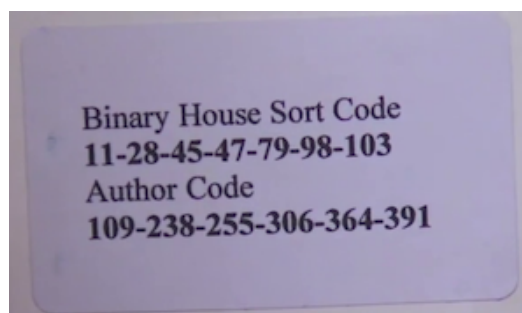 Binary House Sort Code
11-28-45-47-79-98-103
Author Code
109-238-255-306-364-391